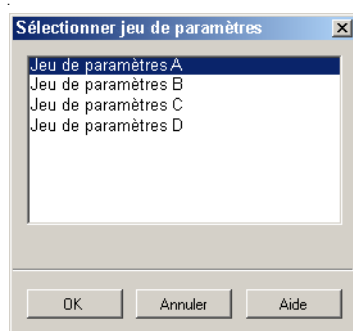 Sélectionner jeu de paramètres
Jeu de paramètres A
Jeu de paramètres B
Jeu de paramètres C
Jeu de paramètres D
OK Annuler Aide